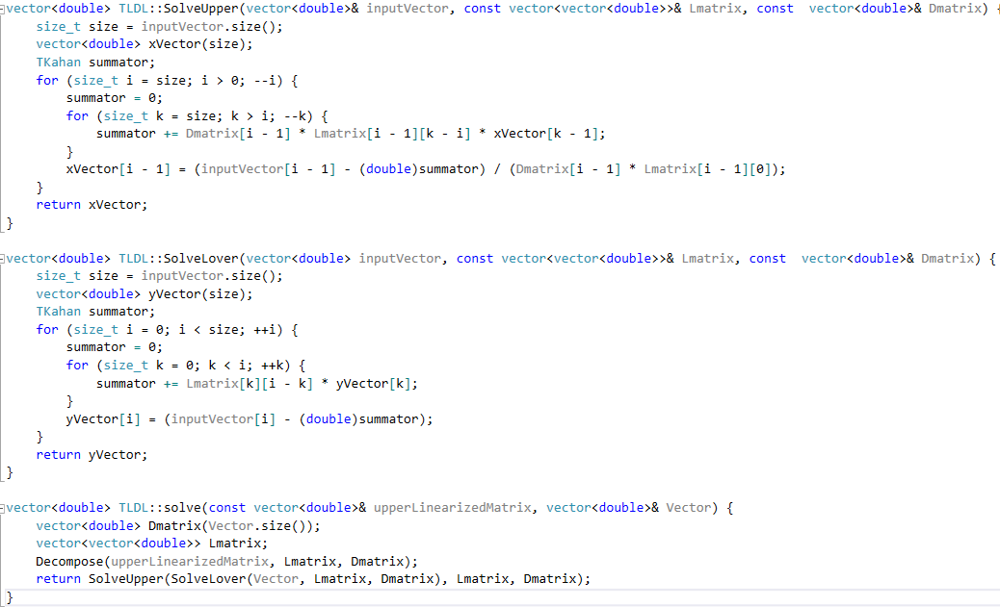 vector<double> TLDL::SolveUpper(vector<double>& inputVector, const vector<vector<double>>& Lmatrix, const  vector<double>& Dmatrix) {
    size_t size = inputVector.size();
    vector<double> xVector(size);
    TKahan summator;
    for (size_t i = size; i > 0; --i) {
        summator = 0;
        for (size_t k = size; k > i; --k) {
            summator += Dmatrix[i - 1] * Lmatrix[i - 1][k - i] * xVector[k - 1];
        }
        xVector[i - 1] = (inputVector[i - 1] - (double)summator) / (Dmatrix[i - 1] * Lmatrix[i - 1][0]);
    }
    return xVector;
}
vector<double> TLDL::SolveLover(vector<double> inputVector, const vector<vector<double>>& Lmatrix, const  vector<double>& Dmatrix) {
    size_t size = inputVector.size();
    vector<double> yVector(size);
    TKahan summator;
    for (size_t i = 0; i < size; ++i) {
        summator = 0;
        for (size_t k = 0; k < i; ++k) {
            summator += Lmatrix[k][i - k] * yVector[k];
        }
        yVector[i] = (inputVector[i] - (double)summator);
    }
    return yVector;
}
vector<double> TLDL::solve(const vector<double>& upperLinearizedMatrix, vector<double>& Vector) {
    vector<double> Dmatrix(Vector.size());
    vector<vector<double>> Lmatrix;
    Decompose(upperLinearizedMatrix, Lmatrix, Dmatrix);
    return SolveUpper(SolveLover(Vector, Lmatrix, Dmatrix), Lmatrix, Dmatrix);
}